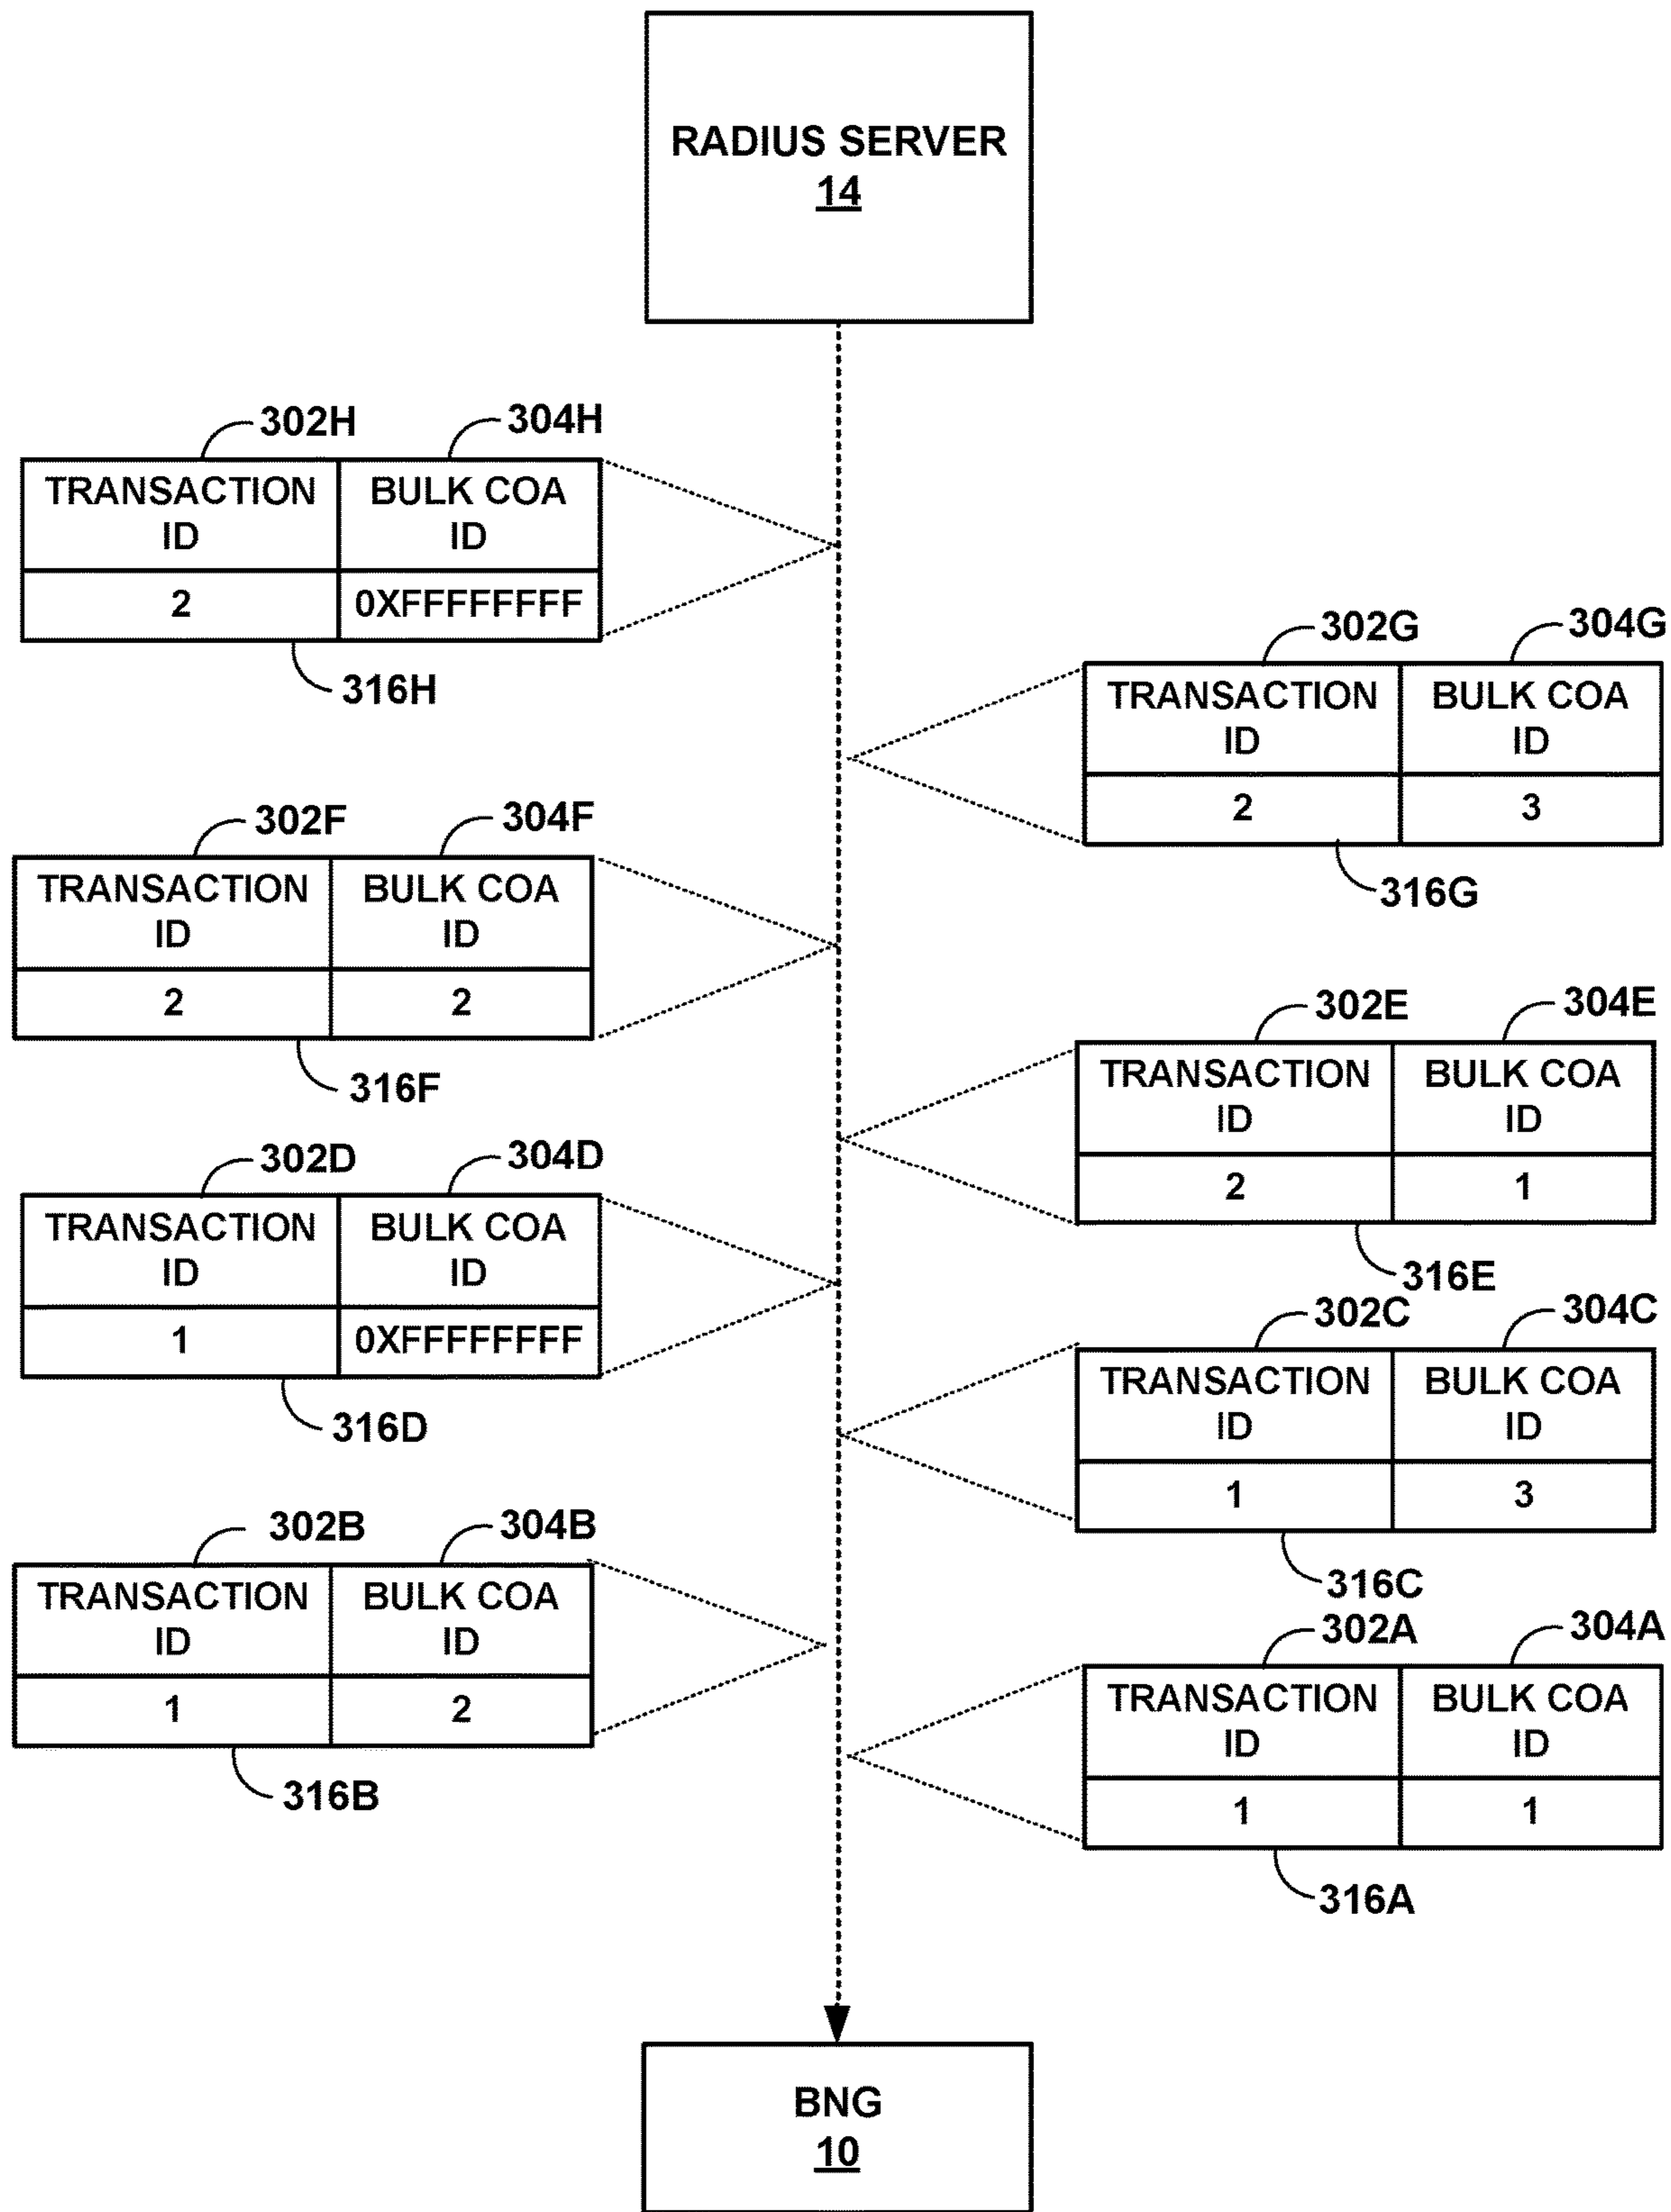 RADIUS SERVER
14
302H 304H
TRANSACTION ID BULK COA ID
2 0XFFFFFFFF
316H
302G 304G
TRANSACTION ID BULK COA ID
2 3
316G
302F 304F
TRANSACTION ID BULK COA ID
2 2
316F
302E 304E
TRANSACTION ID BULK COA ID
2 1
316E
302D 304D
TRANSACTION ID BULK COA ID
1 0XFFFFFFFF
316D
302C 304C
TRANSACTION ID BULK COA ID
1 3
316C
302B 304B
TRANSACTION ID BULK COA ID
1 2
316B
302A 304A
TRANSACTION ID BULK COA ID
1 1
316A
BNG
10